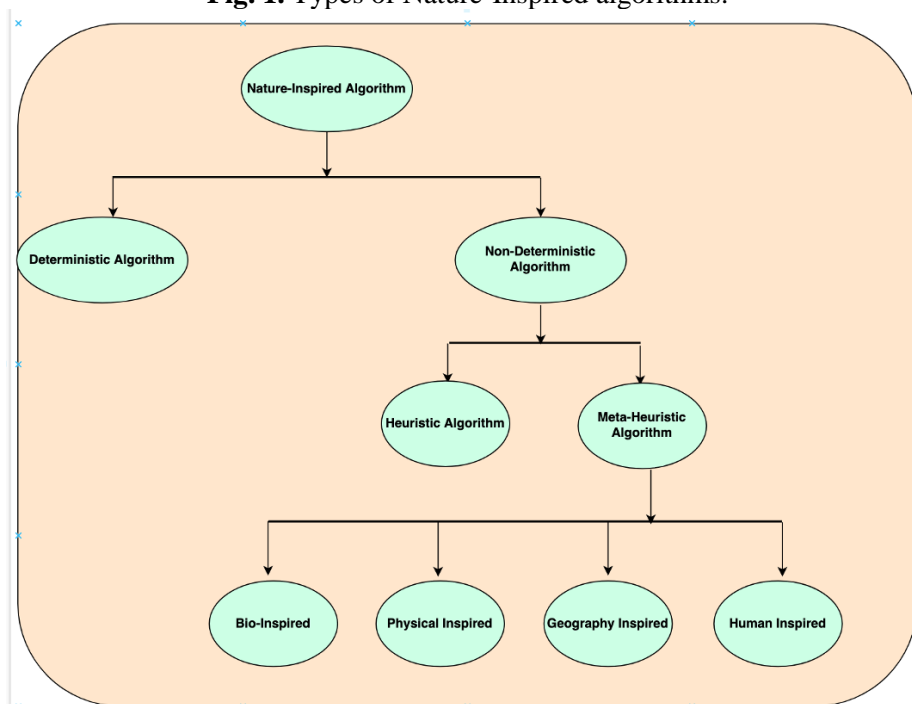 Fig. 1. Types of Nature-Inspired algorithms.
Nature-Inspired Algorithm
Deterministic Algorithm
Non-Deterministic
Algorithm
Heuristic Algorithm
Meta-Heuristic
Algorithm
Bio-Inspired
Physical Inspired
Geography Inspired
Human Inspired